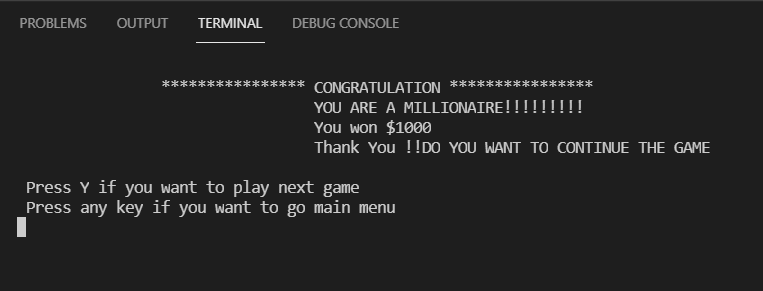 PROBLEMS OUTPUT TERMINAL DEBUG CONSOLE
**************** CONGRATULATION ****************
YOU ARE A MILLIONAIRE!!!!!!!!!
You won $1000
Thank You !!DO YOU WANT TO CONTINUE THE GAME
Press Y if you want to play next game
Press any key if you want to go main menu